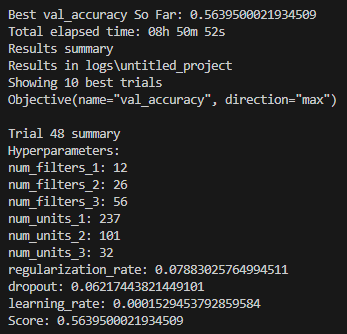 Best val_accuracy So Far: 0.5639500021934509
Total elapsed time: 08h 50m 52s
Results summary
Results in logs\untitled_project
Showing 10 best trials
Objective(name="val_accuracy", direction="max")

Trial 48 summary
Hyperparameters:
num_filters_1: 12
num_filters_2: 26
num_filters_3: 56
num_units_1: 237
num_units_2: 101
num_units_3: 32
regularization_rate: 0.07883025764994511
dropout: 0.06217443821449101
learning_rate: 0.0001529453792859584
Score: 0.5639500021934509